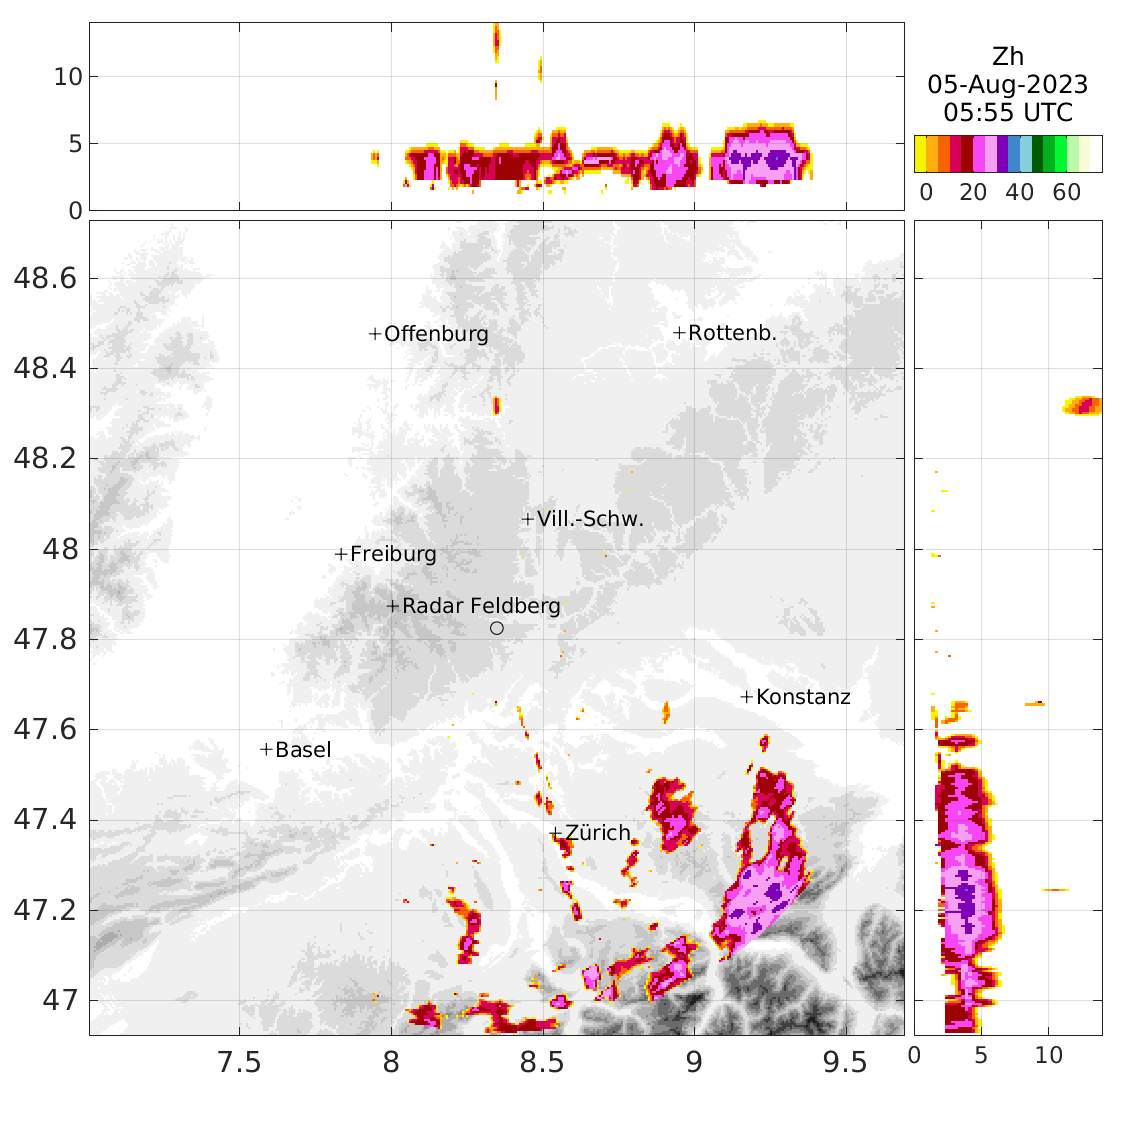 10
5
0
Zh
05-Aug-2023
05:55 UTC
0 20 40 60
48.6
48.4
48.2
48
47.8
47.6
47.4
47.2
47
Offenburg
Rottenb.
Vill.-Schw.
Freiburg
Radar Feldberg
Konstanz
Basel
Zürich
7.5 8 8.5 9 9.5
0 5 10